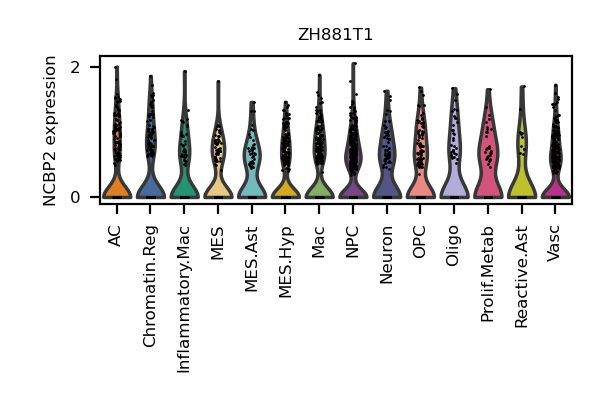 ZH881T1
NCBP2 expression
2
0
AC
Chromatin.Reg
Inflammatory.Mac
MES
MES.Ast
MES.Hyp
Mac
NPC
Neuron
OPC
Oligo
Prolif.Metab
Reactive.Ast
Vasc